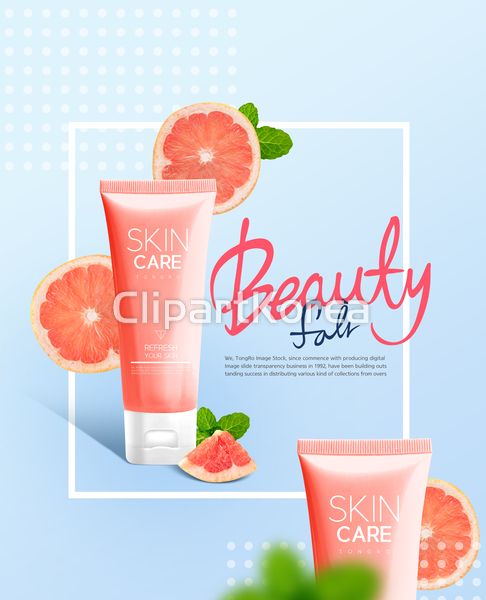 SKIN
CARE
TONGRO
REFRESH
YOUR SKIN
Beauty
fair
ClipartKorea
We, TongRo Image Stock, since commence with producing digital
Image slide transparency business in 1992, have been building outs
tanding success in distributing various kind of collections from overs
SKIN
CARE
TONGRO